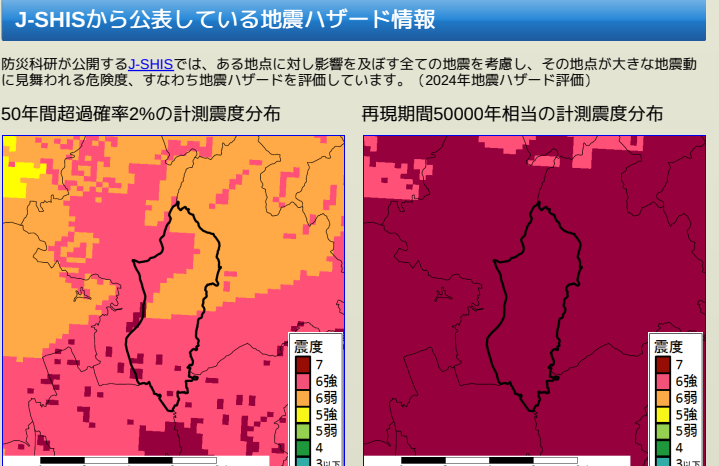 J-SHISから公表している地震ハザード情報
防災科研が公開するJ-SHISでは、ある地点に対し影響を及ぼす全ての地震を考慮し、その地点が大きな地震動
に見舞われる危険度、すなわち地震ハザードを評価しています。（2024年地震ハザード評価）
50年間超過確率2%の計測震度分布
再現期間50000年相当の計測震度分布
震度
7
6強
6弱
5強
5弱
4
3以下
震度
7
6強
6弱
5強
5弱
4
3以下